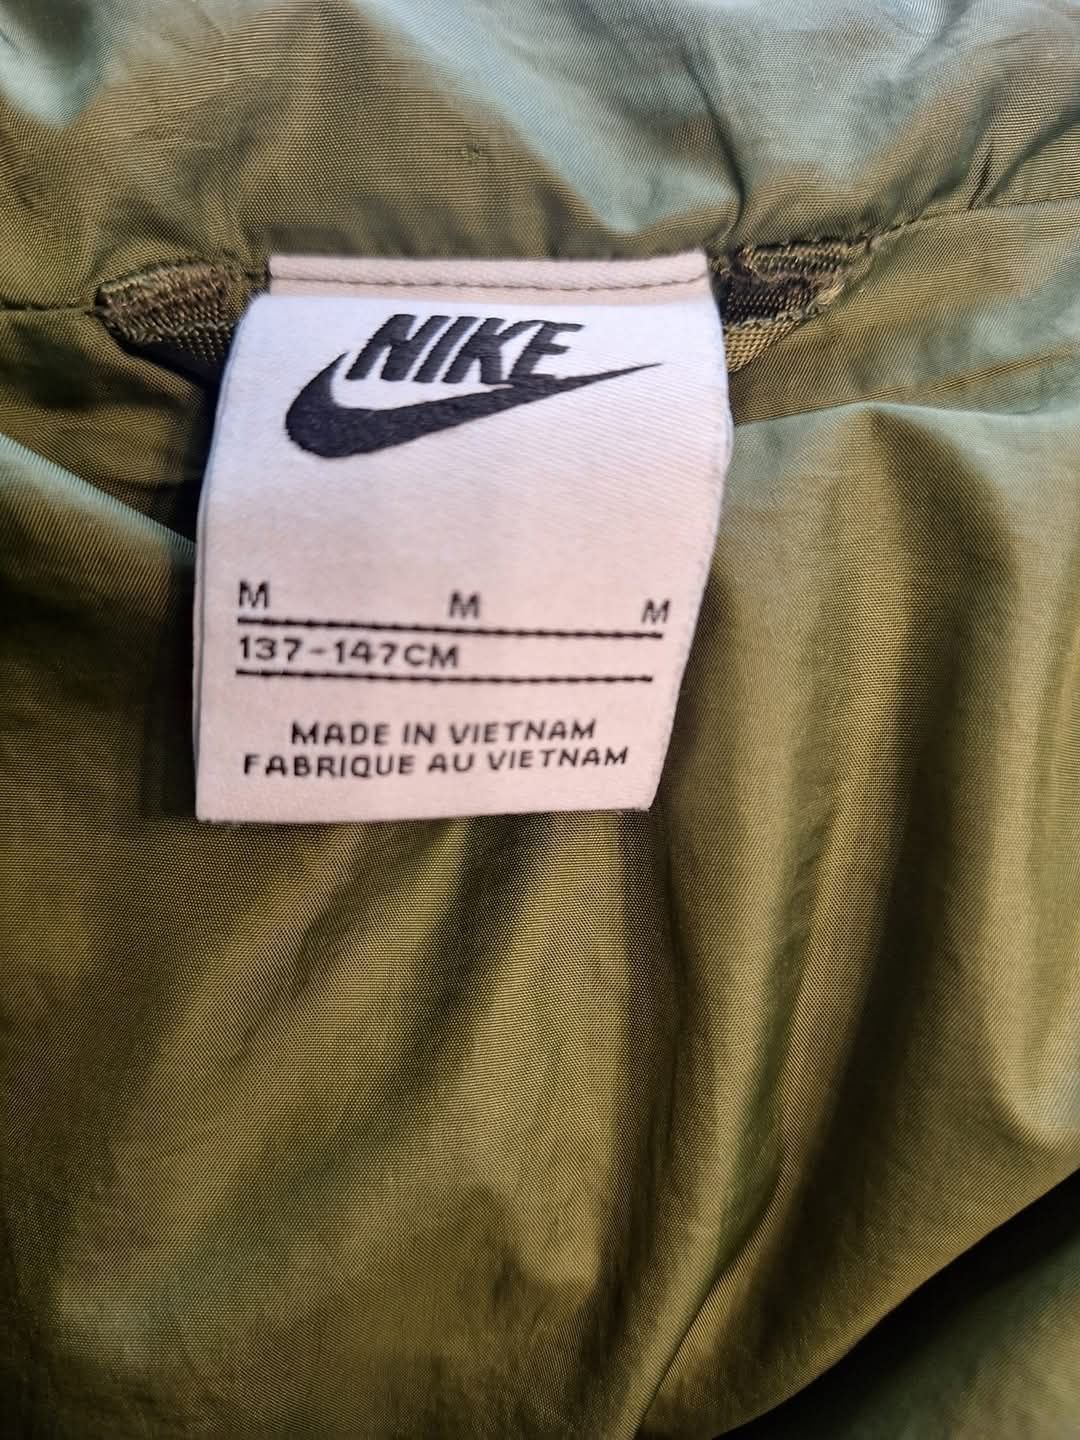 NIKE
M M M
137-147CM
MADE IN VIETNAM
FABRIQUE AU VIETNAM